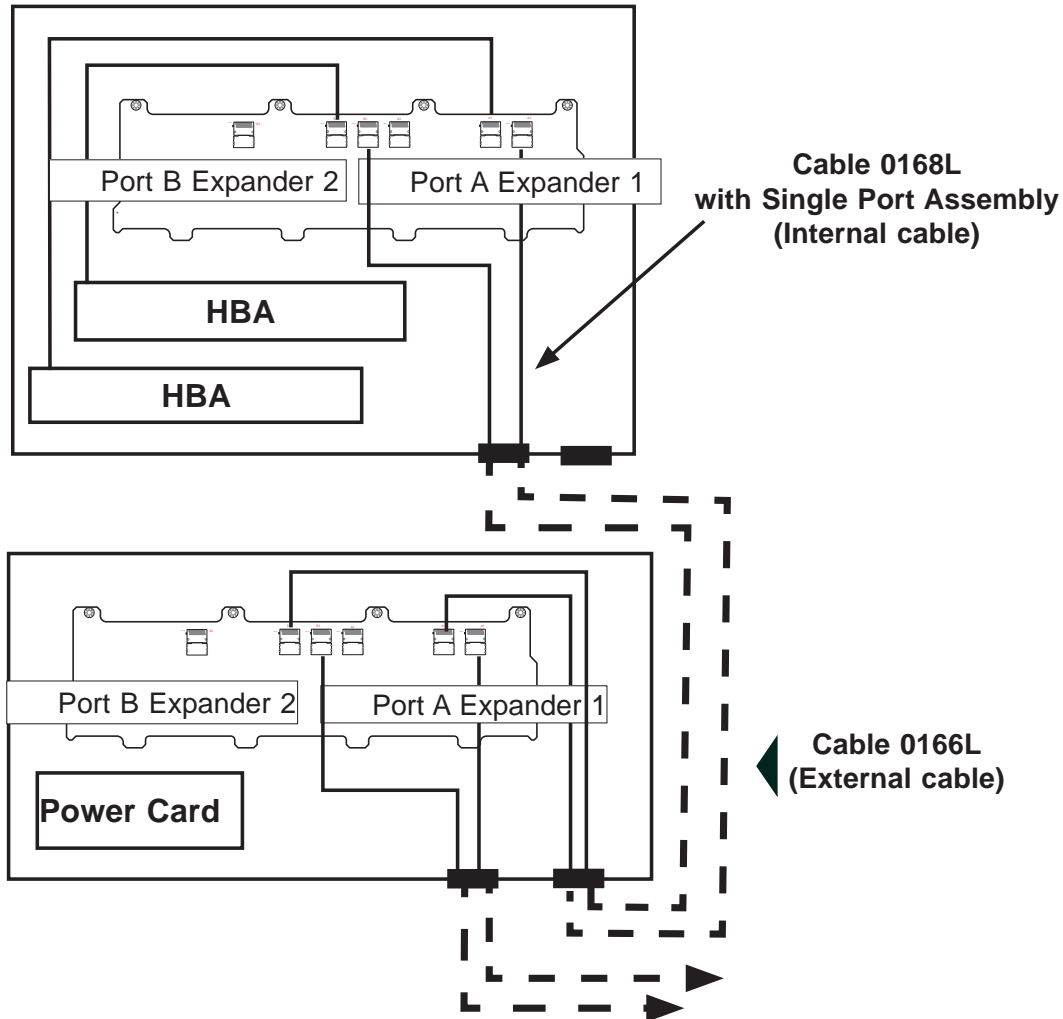 Port B Expander 2
Port A Expander 1
HBA
HBA
Cable 0168L
with Single Port Assembly
(Internal cable)
Port B Expander 2
Port A Expander 1
Power Card
Cable 0166L
(External cable)